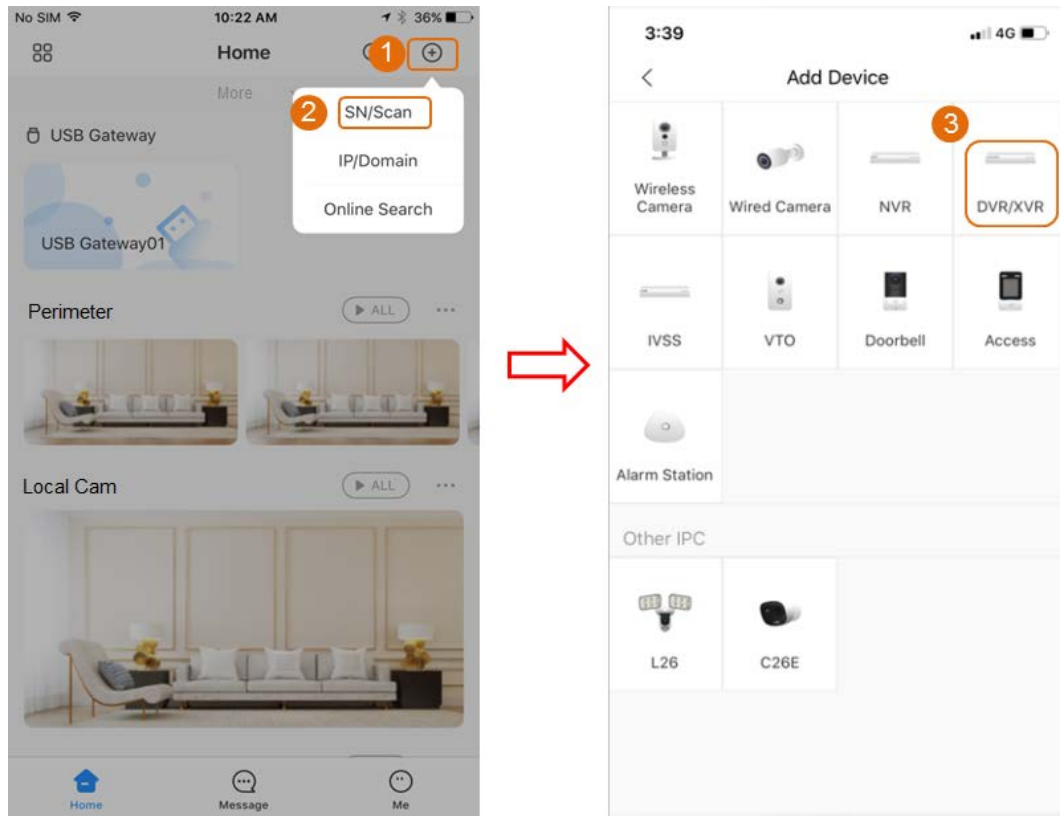 No SIM 10:22 AM 36%
Home 1
More
2 SN/Scan
IP/Domain
Online Search
USB Gateway
USB Gateway01
Perimeter
ALL
Local Cam
ALL
Home Message Me
3:39 4G
Add Device
3
Wireless
Camera Wired Camera NVR DVR/XVR
IVSS VTO Doorbell Access
Alarm Station
Other IPC
L26 C26E